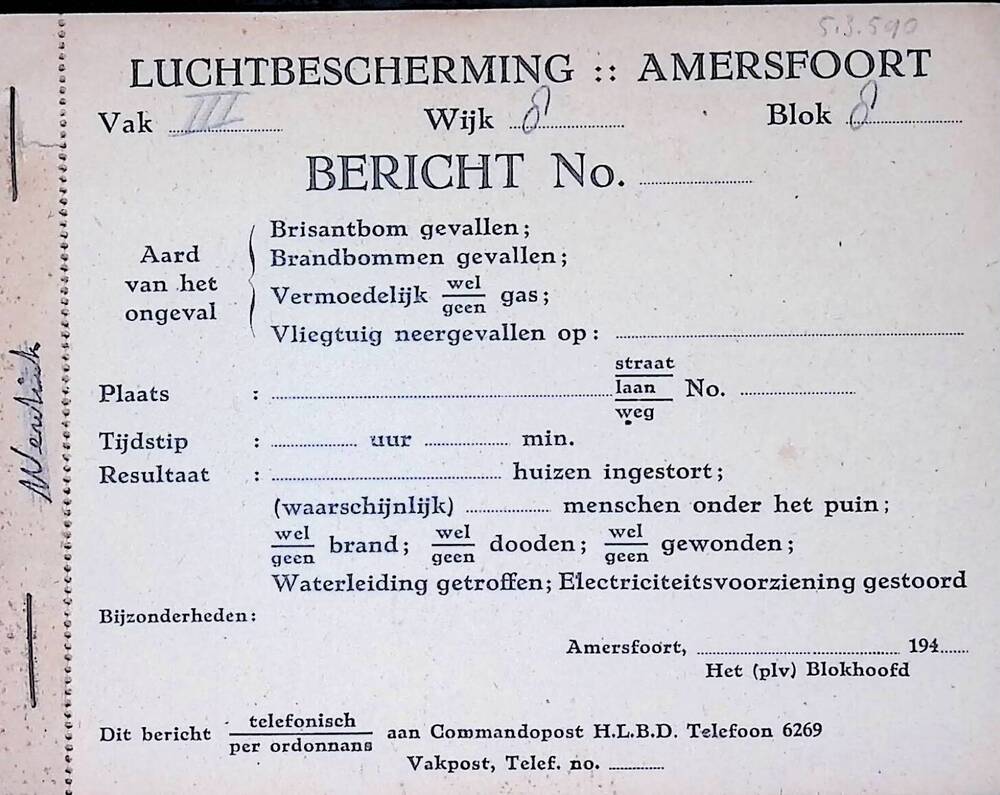 5.3.590
LUCHTBESCHERMING :: AMERSFOORT
Vak III Wijk 8 Blok 8
BERICHT No.
Aard van het ongeval
Brisantbom gevallen;
Brandbommen gevallen;
Vermoedelijk wel/geen gas;
Vliegtuig neergevallen op:
Plaats : straat/laan/weg No.
Tijdstip : uur min.
Resultaat : huizen ingestort;
(waarschijnlijk) menschen onder het puin;
wel/geen brand; wel/geen dooden; wel/geen gewonden;
Waterleiding getroffen; Electriciteitsvoorziening gestoord
Bijzonderheden:
Amersfoort, 194
Het (plv) Blokhoofd
Dit bericht telefonisch/per ordonnans aan Commandopost H.L.B.D. Telefoon 6269
Vakpost, Telef. no.